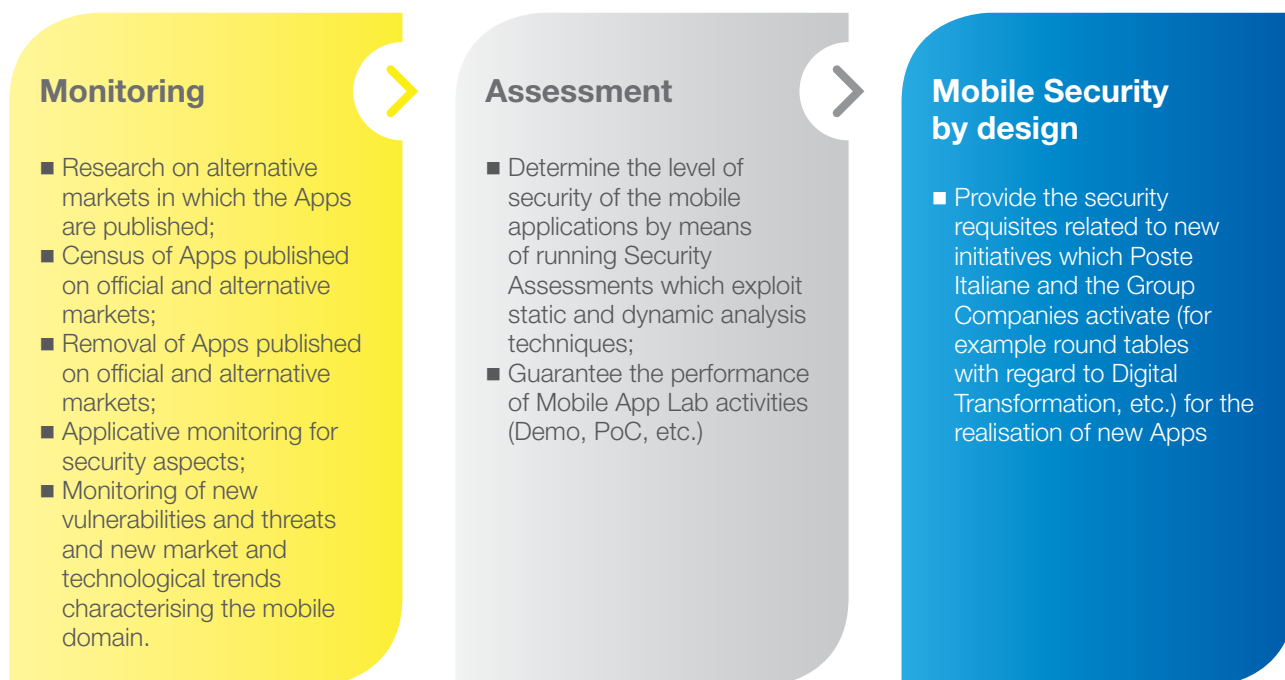 Monitoring
■ Research on alternative
markets in which the Apps
are published;
■ Census of Apps published
on official and alternative
markets;
■ Removal of Apps published
on official and alternative
markets;
■ Applicative monitoring for
security aspects;
■ Monitoring of new
vulnerabilities and threats
and new market and
technological trends
characterising the mobile
domain.
Assessment
■ Determine the level of
security of the mobile
applications by means
of running Security
Assessments which exploit
static and dynamic analysis
techniques;
■ Guarantee the performance
of Mobile App Lab activities
(Demo, PoC, etc.)
Mobile Security
by design
■ Provide the security
requisites related to new
initiatives which Poste
Italiane and the Group
Companies activate (for
example round tables
with regard to Digital
Transformation, etc.) for the
realisation of new Apps